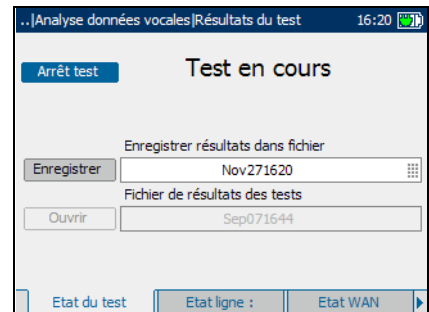 ..|Analyse données vocales|Résultats du test 16:20
Arrêt test Test en cours
Enregistrer résultats dans fichier
Enregistrer Nov271620
Fichier de résultats des tests
Ouvrir Sep071644
Etat du test Etat ligne : Etat WAN